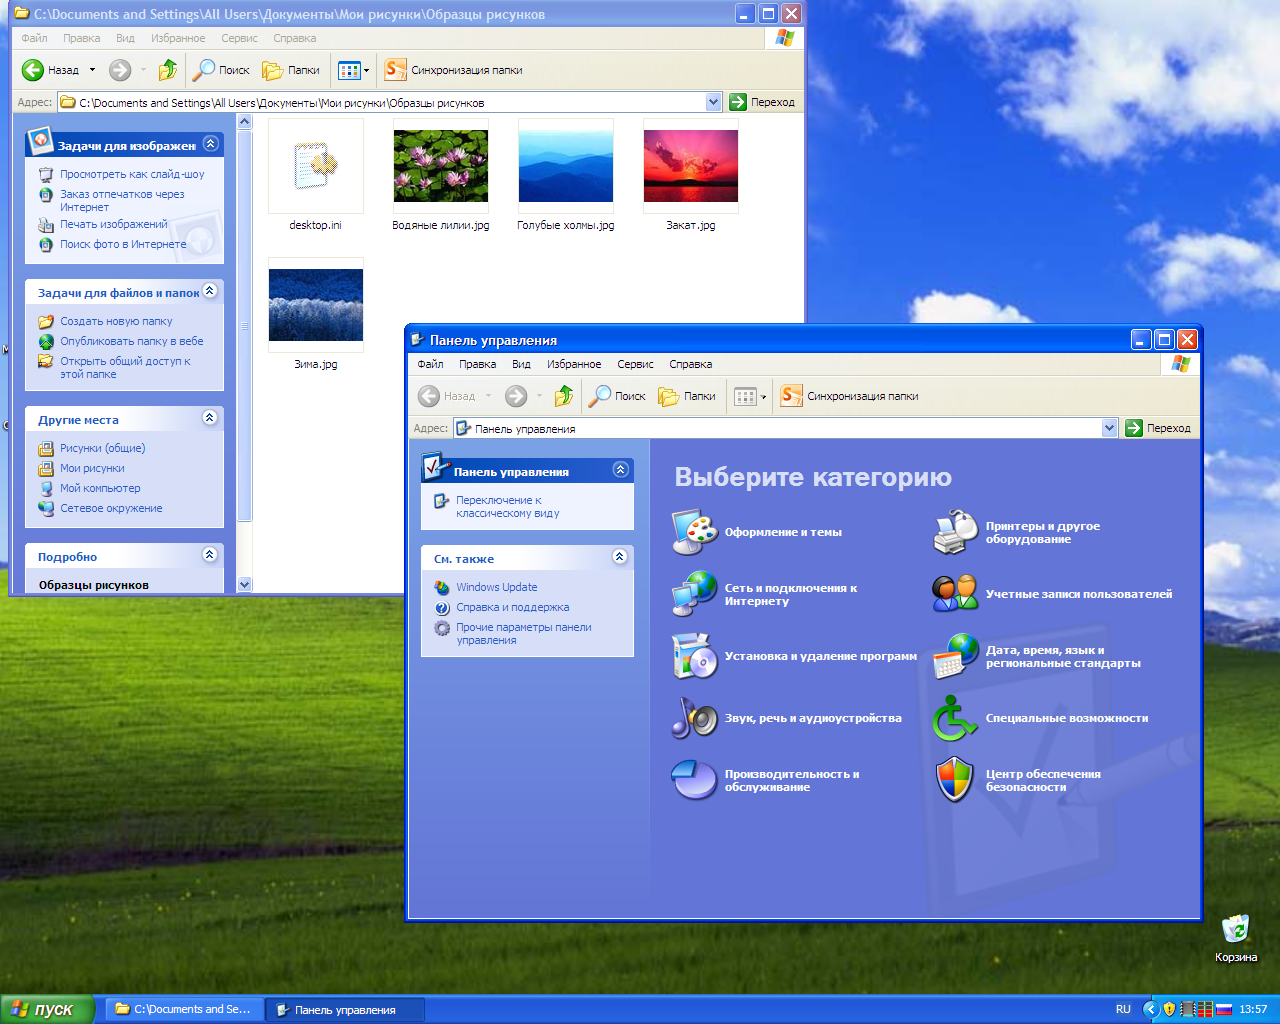 C:\Documents and Settings\All Users\Документы\Мои рисунки\Образцы рисунков
Файл Правка Вид Избранное Сервис Справка
Назад Поиск Папки Синхронизация папки
Адрес: C:\Documents and Settings\All Users\Документы\Мои рисунки\Образцы рисунков Переход
Задачи для изображен
Просмотреть как слайд-шоу
Заказ отпечатков через
Интернет
Печать изображений
Поиск фото в Интернете
Задачи для файлов и папок
Создать новую папку
Опубликовать папку в вебе
Открыть общий доступ к
этой папке
Другие места
Рисунки (общие)
Мои рисунки
Мой компьютер
Сетевое окружение
Подробно
Образцы рисунков
desktop.ini
Водяные лилии.jpg
Голубые холмы.jpg
Закат.jpg
Зима.jpg
Панель управления
Файл Правка Вид Избранное Сервис Справка
Назад Поиск Папки Синхронизация папки
Адрес: Панель управления Переход
Панель управления
Переключение к
классическому виду
См. также
Windows Update
Справка и поддержка
Прочие параметры панели
управления
Выберите категорию
Оформление и темы
Принтеры и другое
оборудование
Сеть и подключения к
Интернету
Учетные записи пользователей
Установка и удаление программ
Дата, время, язык и
региональные стандарты
Звук, речь и аудиоустройства
Специальные возможности
Производительность и
обслуживание
Центр обеспечения
безопасности
Корзина
пуск C:\Documents and Se... Панель управления RU 13:57